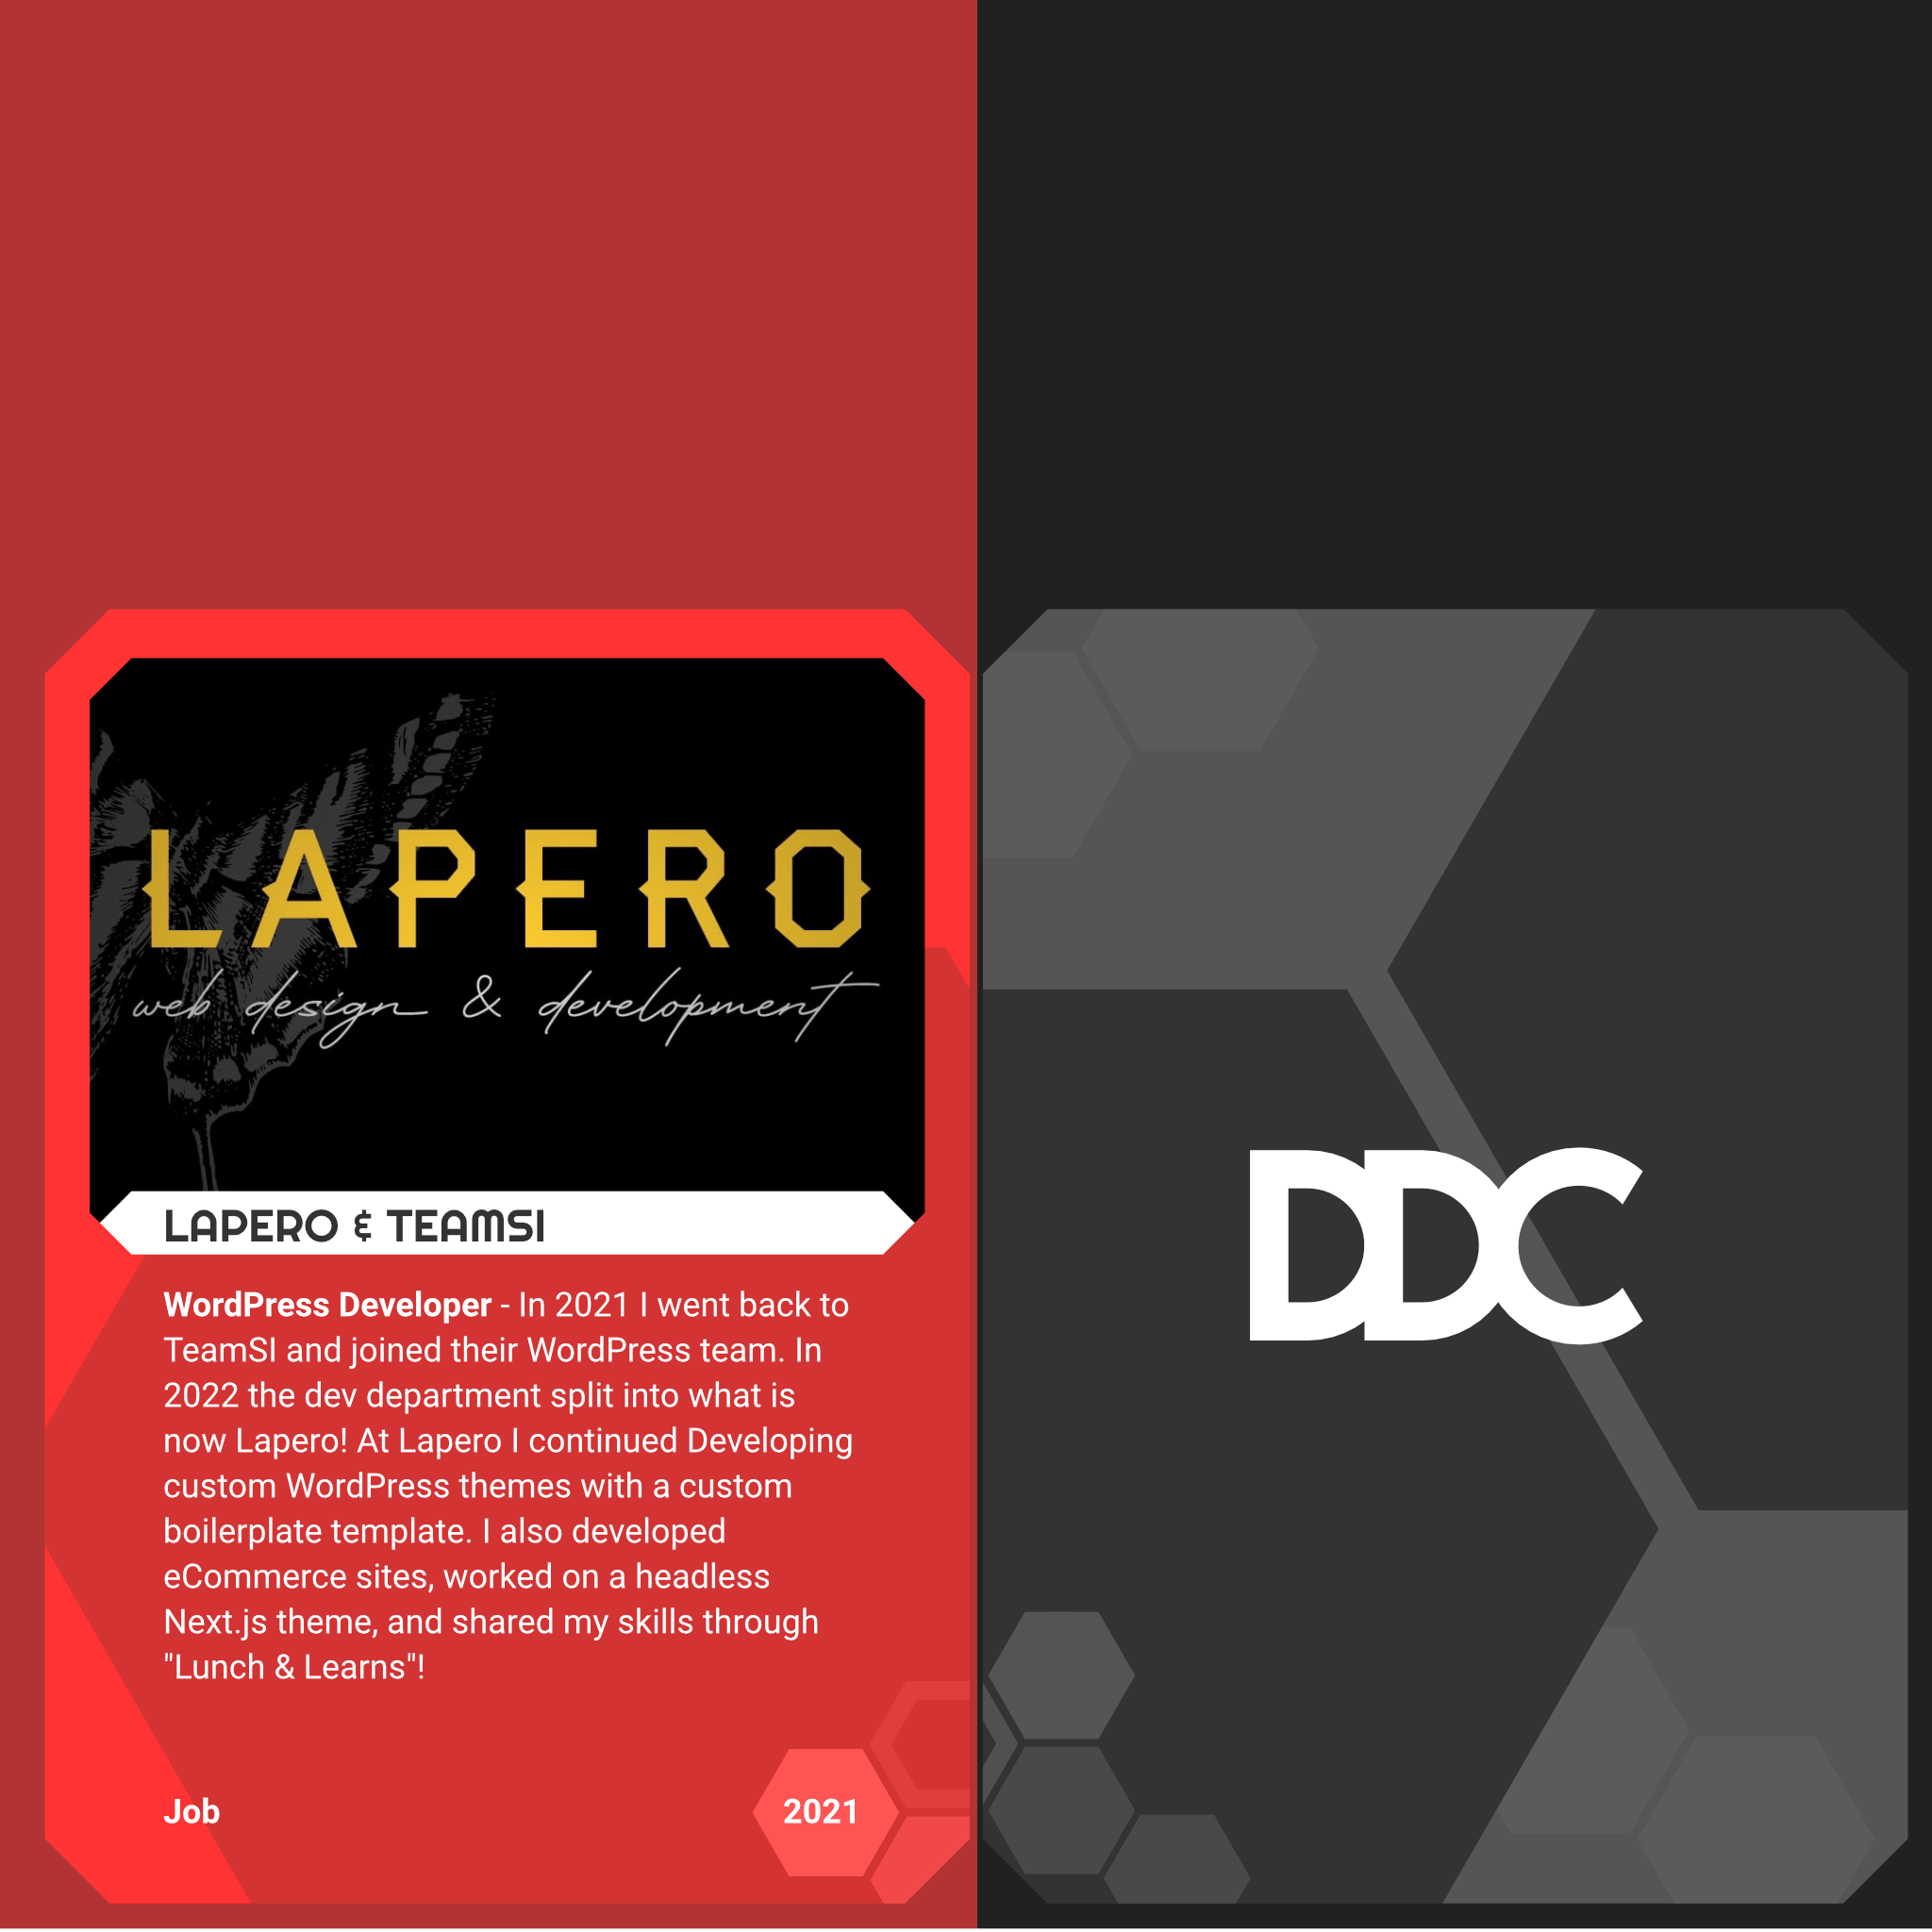 LAPERO
web design & development
LAPERO & TEAMSI
WordPress Developer - In 2021 I went back to
TeamSI and joined their WordPress team. In
2022 the dev department split into what is
now Lapero! At Lapero I continued Developing
custom WordPress themes with a custom
boilerplate template. I also developed
eCommerce sites, worked on a headless
Next.js theme, and shared my skills through
"Lunch & Learns"!
Job
2021
DDC